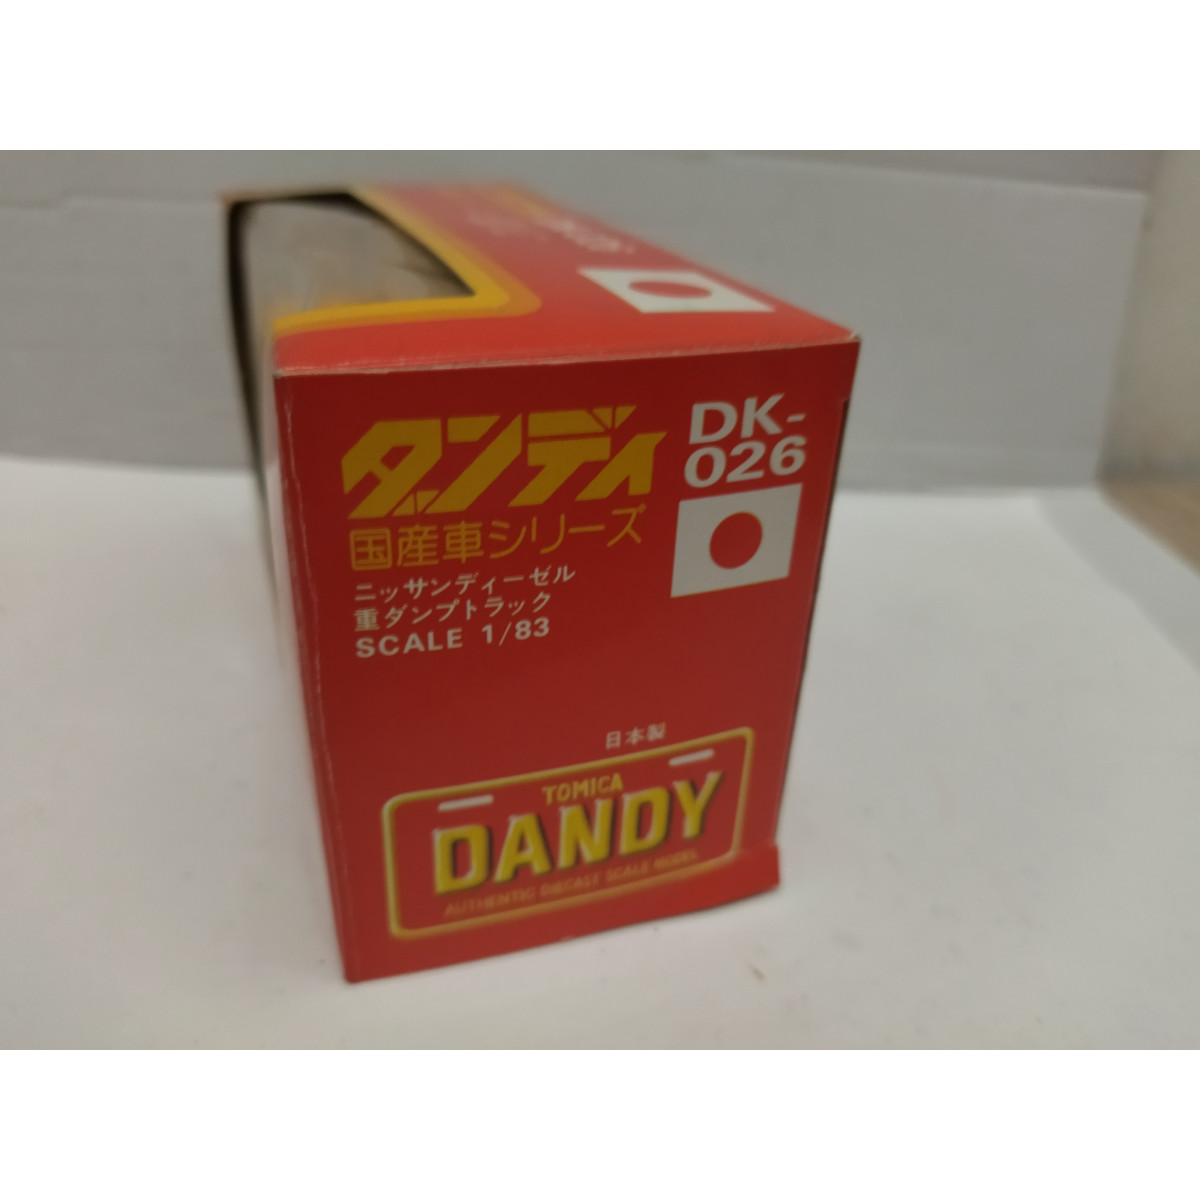 ダンディ
DK-
026
国産車シリーズ
ニッサンディーゼル
重ダンプトラック
SCALE 1/83
日本製
TOMICA
DANDY
AUTHENTIC DIECAST SCALE MODEL